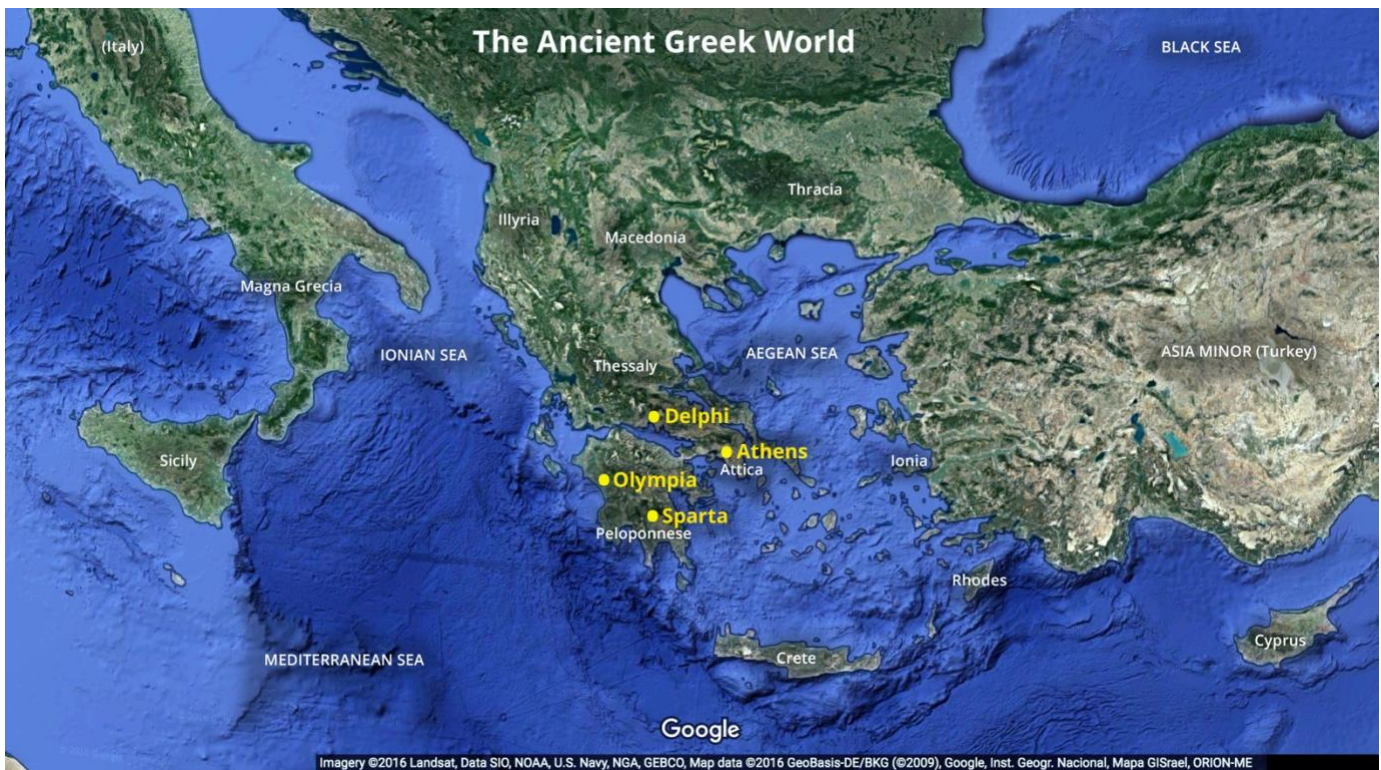 The Ancient Greek World
(Italy)
BLACK SEA
Thracia
Illyria
Macedonia
Magna Grecia
IONIAN SEA
Thessaly
AEGEAN SEA
ASIA MINOR (Turkey)
Delphi
Athens
Attica
Sicily
Ionia
Olympia
Sparta
Peloponnese
Rhodes
Cyprus
Crete
MEDITERRANEAN SEA
Google
Imagery ©2016 Landsat, Data SIO, NOAA, U.S. Navy, NGA, GEBCO, Map data ©2016 GeoBasis-DE/BKG (©2009), Google, Inst. Geogr. Nacional, Mapa GISrael, ORION-ME